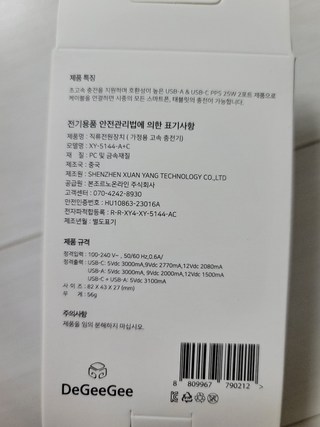 제품 특징
초고속 충전을 지원하며 호환성이 높은 USB-A & USB-C PPS 25W 2포트 제품으로
케이블을 연결하면 시중의 모든 스마트폰, 태블릿의 충전이 가능합니다.
전기용품 안전관리법에 의한 표기사항
제품명 : 직류전원장치 ( 가정용 고속 충전기)
모델명 : XY-5144-A+C
재 질 : PC 및 금속재질
제조국 : 중국
제조원 : SHENZHEN XUAN YANG TECHNOLOGY CO.,LTD
공급원 : 본조르노온라인 주식회사
고객센터 : 070-4242-8930
안전인증번호 : HU10863-23016A
전자파적합등록 : R-R-XY4-XY-5144-AC
제조년월 : 별도표기
제품 규격
정격입력 : 100-240 V~ , 50/60 Hz,0.6A/
정격출력 : USB-C: 5Vdc 3000mA,9Vdc 2770mA,12Vdc 2080mA
USB-A: 5Vdc 3000mA, 9Vdc 2000mA,12Vdc 1500mA
USB-C + USB-A : 5Vdc 3100mA
사 이 즈 : 82 X 43 X 27 (mm)
무 게 : 56g
주의사항
제품을 임의 분해하지 마십시오.
DeGeeGee
8 809967 790212 >